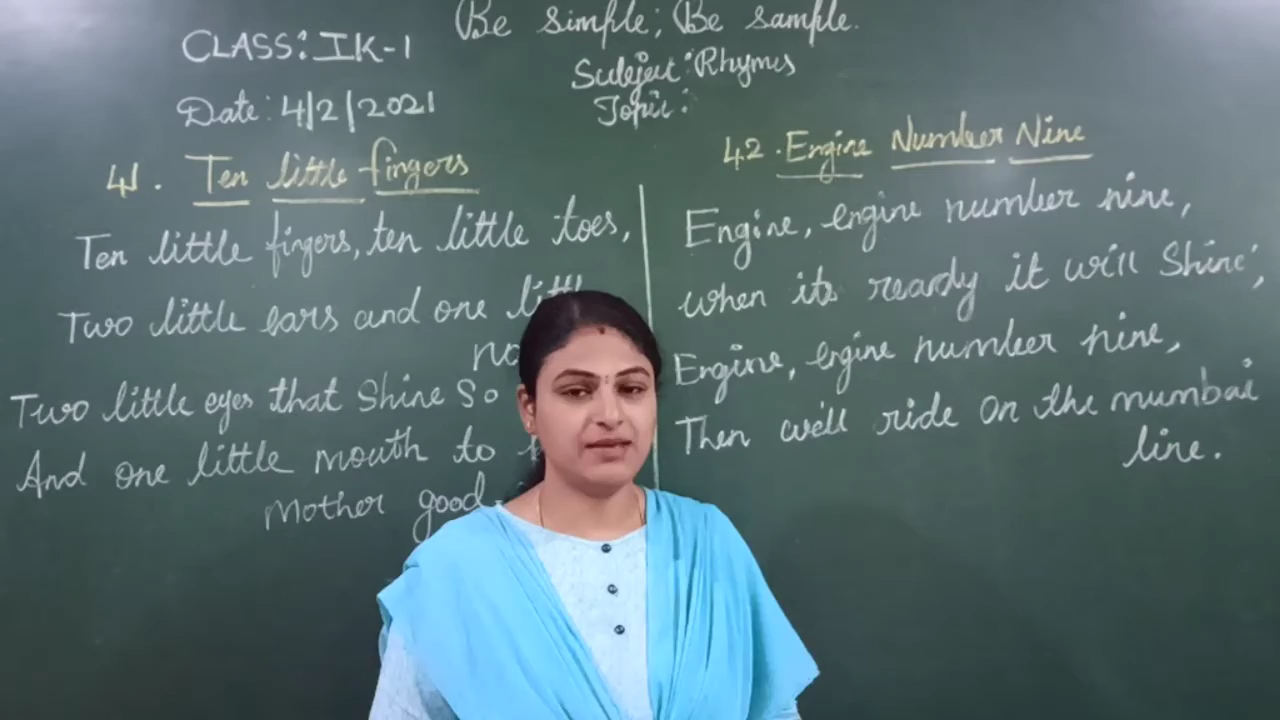 Be simple; Be sample.
CLASS: IK-1
Subject: Rhymes
Date: 4/2/2021
Topic:
41. Ten little fingers
Ten little fingers, ten little toes,
Two little ears and one
Two little eyes that Shine So
And one little mouth to
Mother good
42. Engine Number Nine
Engine, engine number nine,
when its ready it will Shine,
Engine, engine number nine,
Then we'll ride on the mumbai
line.